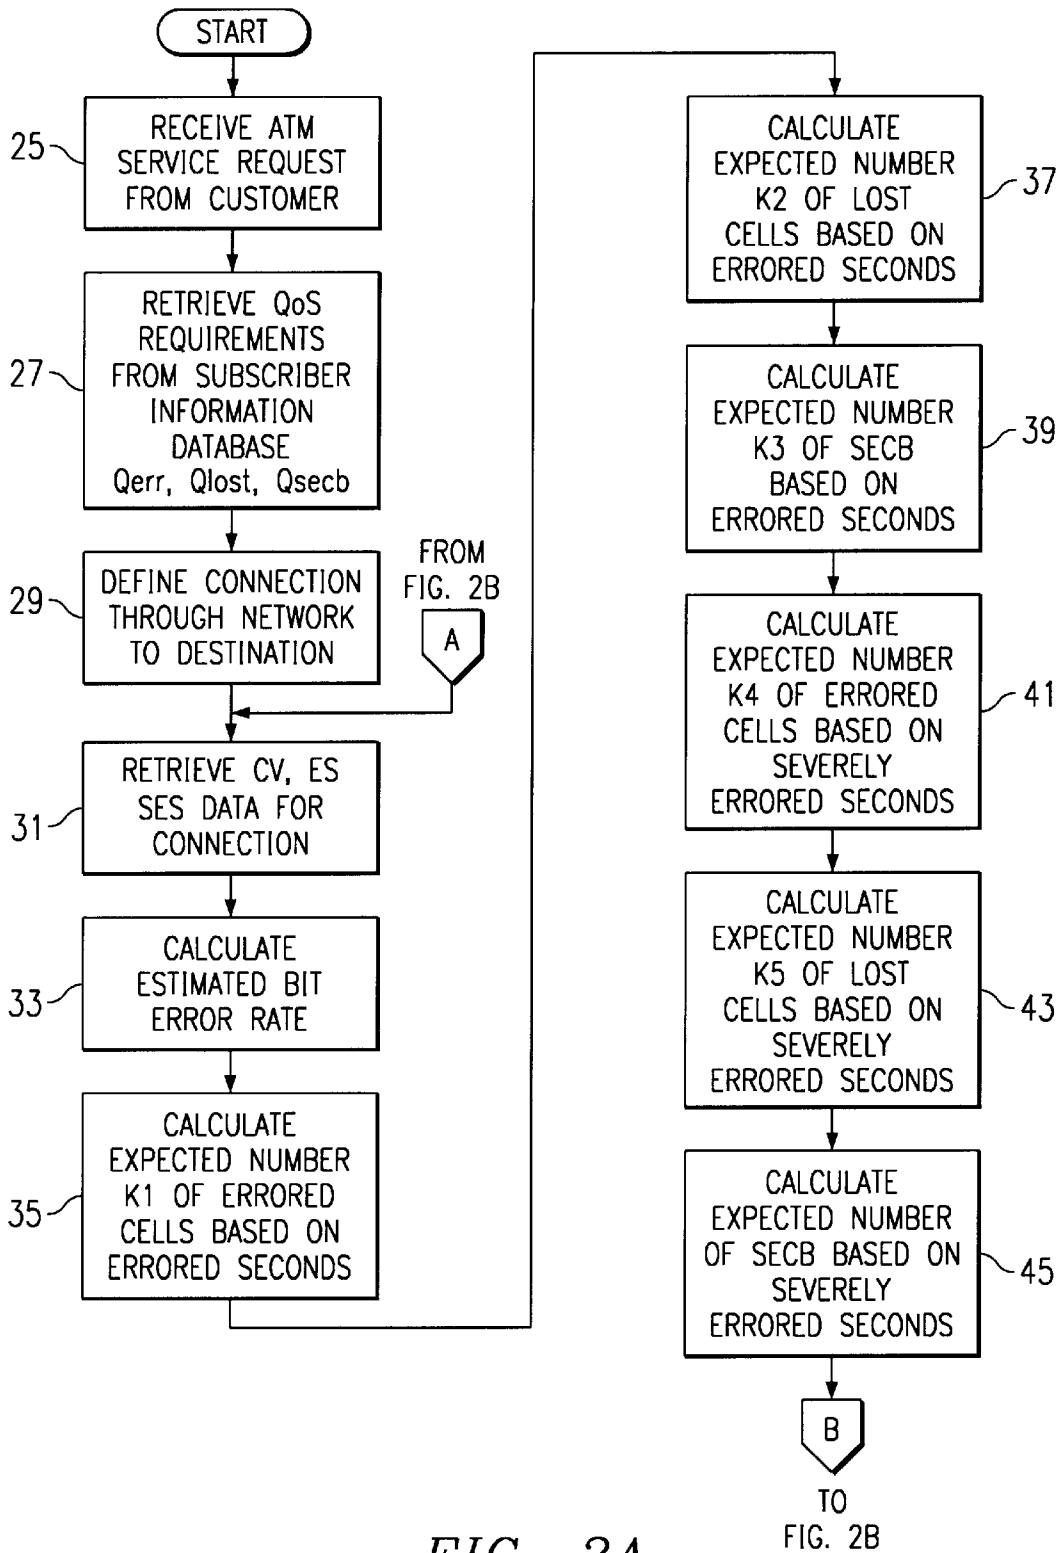 START
25
RECEIVE ATM
SERVICE REQUEST
FROM CUSTOMER
27
RETRIEVE QoS
REQUIREMENTS
FROM SUBSCRIBER
INFORMATION
DATABASE
Qerr, Qlost, Qsecb
29
DEFINE CONNECTION
THROUGH NETWORK
TO DESTINATION
FROM
FIG. 2B
A
31
RETRIEVE CV, ES
SES DATA FOR
CONNECTION
33
CALCULATE
ESTIMATED BIT
ERROR RATE
35
CALCULATE
EXPECTED NUMBER
K1 OF ERRORED
CELLS BASED ON
ERRORED SECONDS
CALCULATE
EXPECTED NUMBER
K2 OF LOST
CELLS BASED ON
ERRORED SECONDS
37
CALCULATE
EXPECTED NUMBER
K3 OF SECB
BASED ON
ERRORED SECONDS
39
CALCULATE
EXPECTED NUMBER
K4 OF ERRORED
CELLS BASED ON
SEVERELY
ERRORED SECONDS
41
CALCULATE
EXPECTED NUMBER
K5 OF LOST
CELLS BASED ON
SEVERELY
ERRORED SECONDS
43
CALCULATE
EXPECTED NUMBER
OF SECB BASED ON
SEVERELY
ERRORED SECONDS
45
B
TO
FIG. 2B